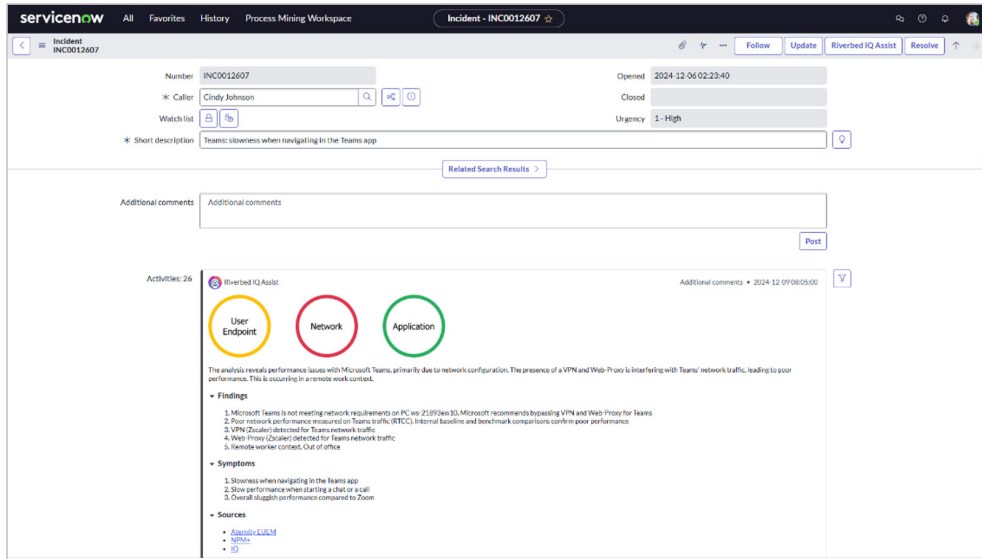 servicenow All Favorites History Process Mining Workspace Incident - INC0012607
Incident
INC0012607
Follow Update Riverbed IQ Assist Resolve
Number INC0012607 Opened 2024-12-06 02:23:40
Caller Cindy Johnson Closed
Watch list Urgency 1 - High
Short description Teams: slowness when navigating in the Teams app
Related Search Results
Additional comments Additional comments
Post
Activities: 26
Riverbed IQ Assist Additional comments • 2024-12-09 08:05:00
User
Endpoint
Network
Application
The analysis reveals performance issues with Microsoft Teams, primarily due to network configuration. The presence of a VPN and Web-Proxy is interfering with Teams' network traffic, leading to poor
performance. This is occurring in a remote work context.
Findings
1. Microsoft Teams is not meeting network requirements on PC ws-21893ew10. Microsoft recommends bypassing VPN and Web-Proxy for Teams
2. Poor network performance measured on Teams traffic (RTCC). Internal baseline and benchmark comparisons confirm poor performance
3. VPN (Zscaler) detected for Teams network traffic
4. Web-Proxy (Zscaler) detected for Teams network traffic
5. Remote worker context. Out of office
Symptoms
1. Slowness when navigating in the Teams app
2. Slow performance when starting a chat or a call
3. Overall sluggish performance compared to Zoom
Sources
• Aternity EUEM
• NPM+
• IQ